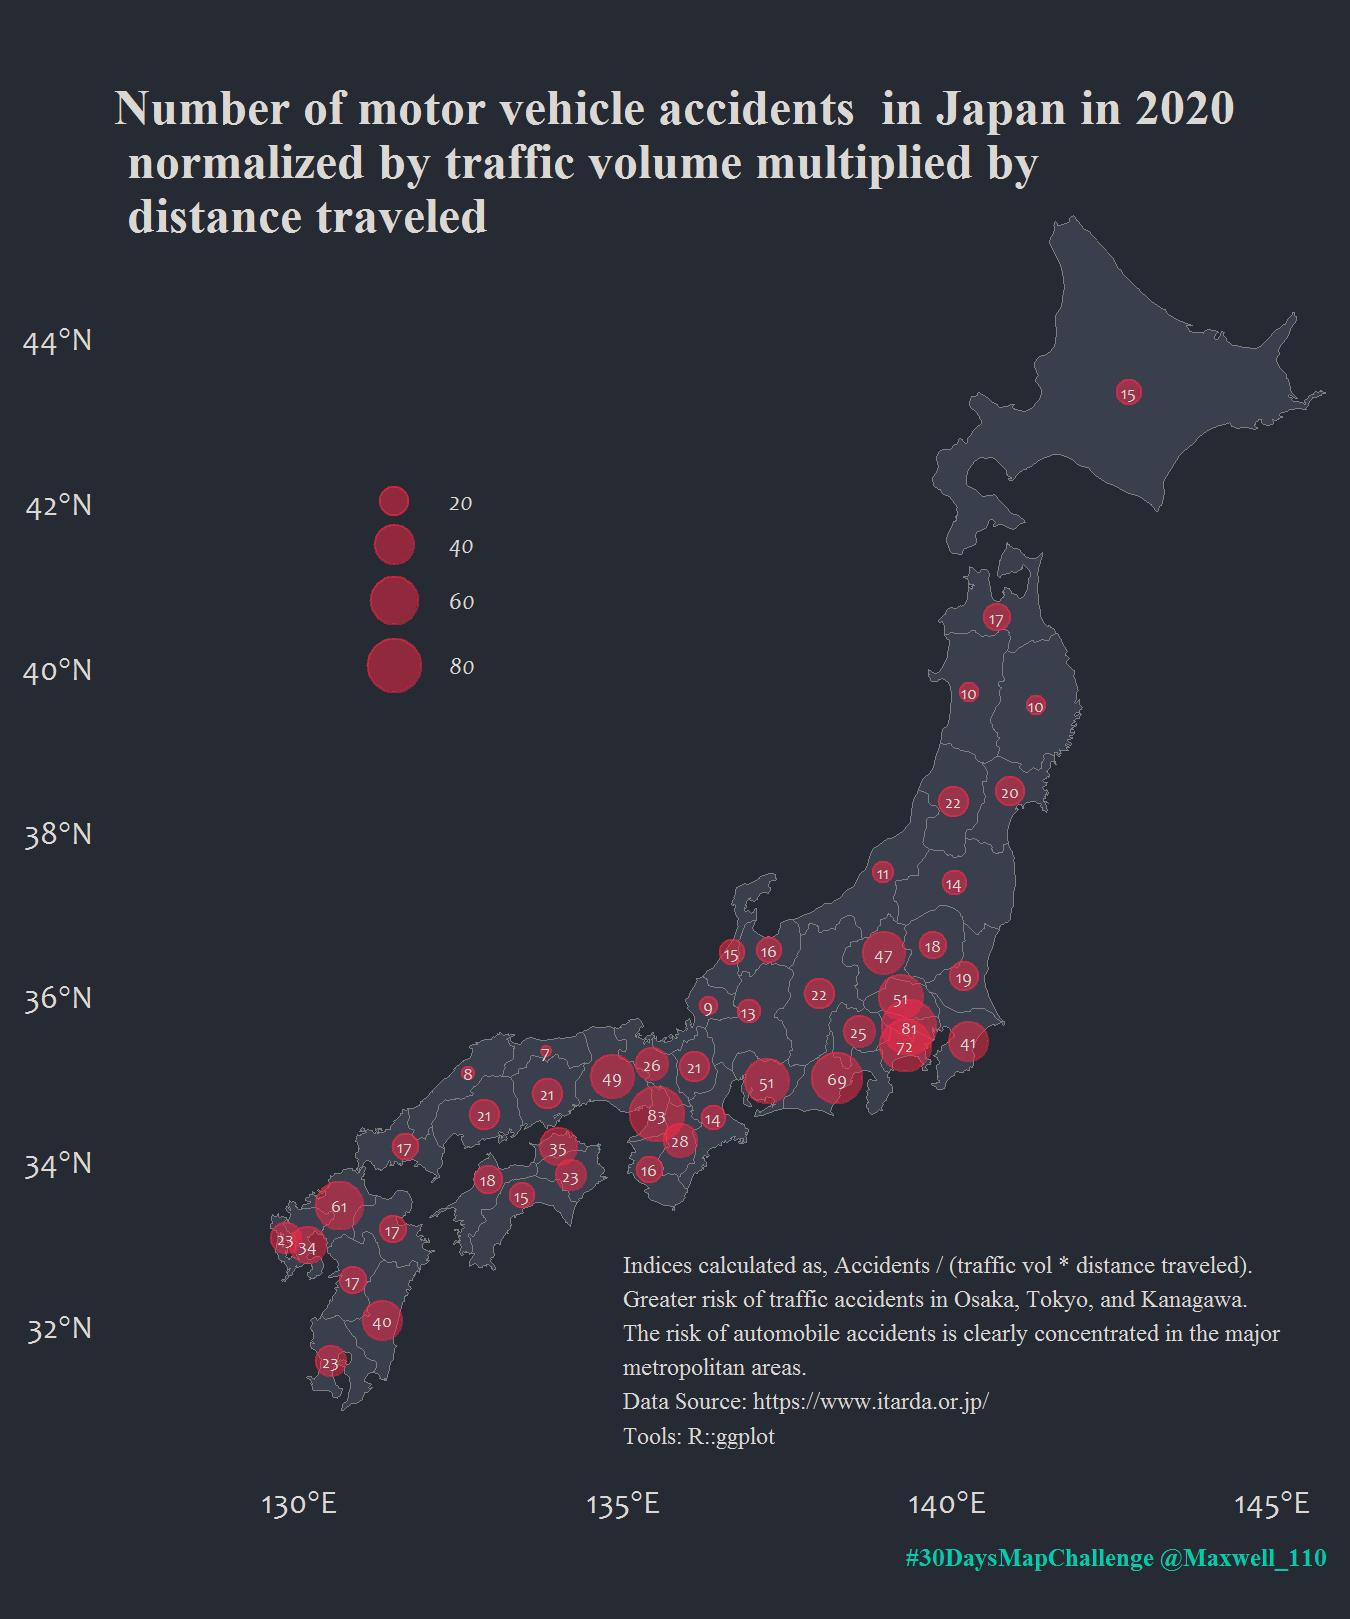 Number of motor vehicle accidents  in Japan in 2020
normalized by traffic volume multiplied by
distance traveled
44°N
42°N
40°N
38°N
36°N
34°N
32°N
20
40
60
80
15
17
10
10
20
22
11
14
15
16
47
18
19
9
13
22
51
25
81
72
41
7
8
49
26
21
51
69
21
21
83
14
28
17
35
16
18
23
15
61
17
23
34
17
40
23
Indices calculated as, Accidents / (traffic vol * distance traveled).
Greater risk of traffic accidents in Osaka, Tokyo, and Kanagawa.
The risk of automobile accidents is clearly concentrated in the major
metropolitan areas.
Data Source: https://www.itarda.or.jp/
Tools: R::ggplot
130°E
135°E
140°E
145°E
#30DaysMapChallenge @Maxwell_110